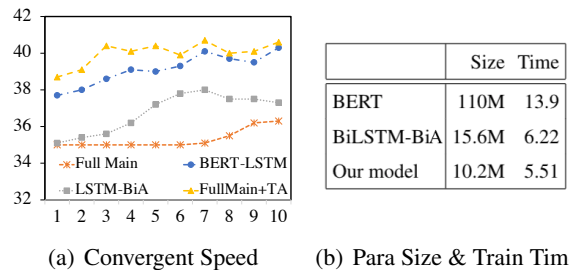 42
40
38
36
34
32
Full Main
BERT-LSTM
LSTM-BiA
FullMain+TA
1 2 3 4 5 6 7 8 9 10
(a) Convergent Speed
Size Time
BERT 110M 13.9
BiLSTM-BiA 15.6M 6.22
Our model 10.2M 5.51
(b) Para Size & Train Tim